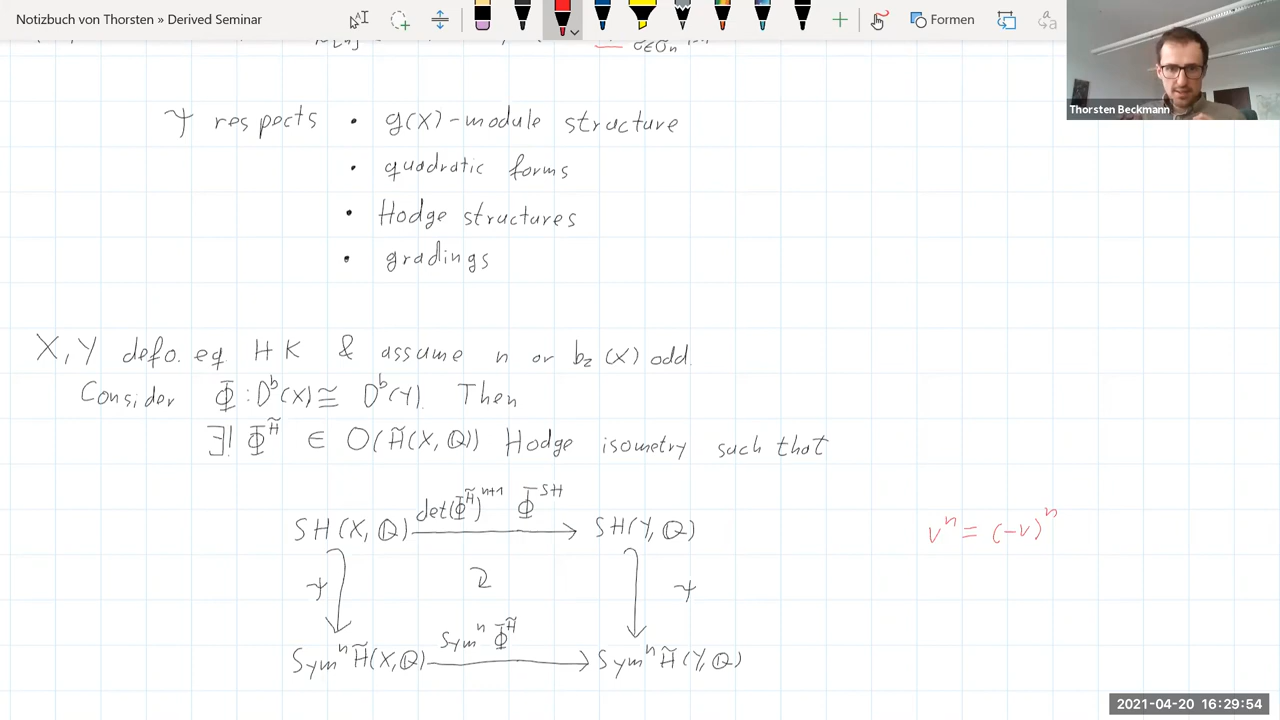 Notizbuch von Thorsten » Derived Seminar
Formen
Thorsten Beckmann
σ∈σₙ
ψ respects • g(X)-module structure
• quadratic forms
• Hodge structures
• gradings
X, Y defo. eq. HK & assume n or b₂(X) odd.
Consider Φ : Dᵇ(X) ≅ Dᵇ(Y). Then
∃! Φ^H̃ ∈ O(H̃(X,ℚ)) Hodge isometry such that
det(Φ^H̃)ⁿ⁺¹ Φ^SH
SH(X,ℚ) → SH(Y,ℚ)
vⁿ = (-v)ⁿ
ψ ↻ ψ
Symⁿ Φ^H̃
Symⁿ H̃(X,ℚ) → Symⁿ H̃(Y,ℚ)
2021-04-20 16:29:54